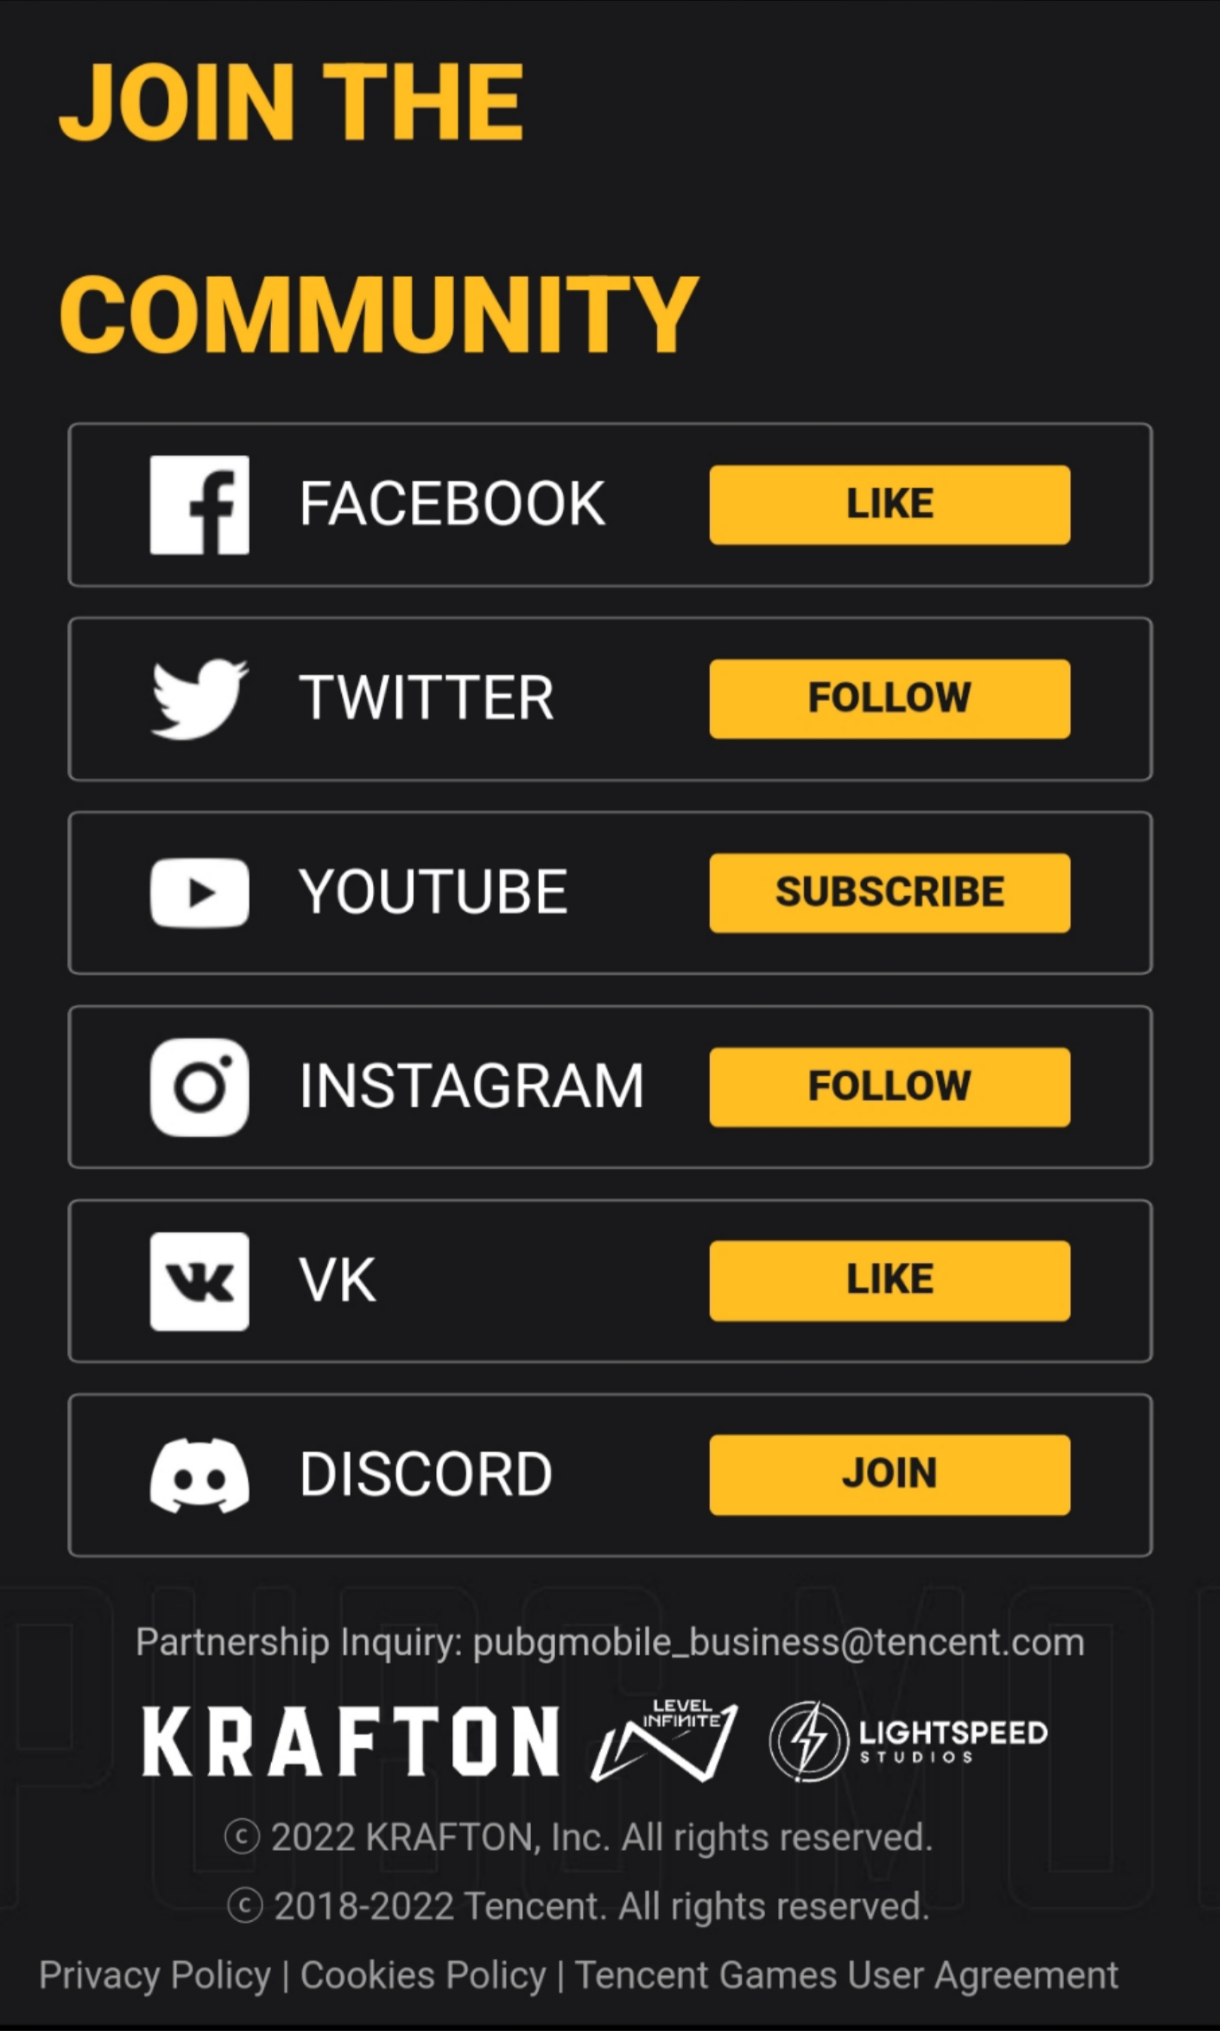 JOIN THE
COMMUNITY
FACEBOOK LIKE
TWITTER FOLLOW
YOUTUBE SUBSCRIBE
INSTAGRAM FOLLOW
VK LIKE
DISCORD JOIN
Partnership Inquiry: pubgmobile_business@tencent.com
KRAFTON LEVEL INFINITE LIGHTSPEED STUDIOS
© 2022 KRAFTON, Inc. All rights reserved.
© 2018-2022 Tencent. All rights reserved.
Privacy Policy | Cookies Policy | Tencent Games User Agreement